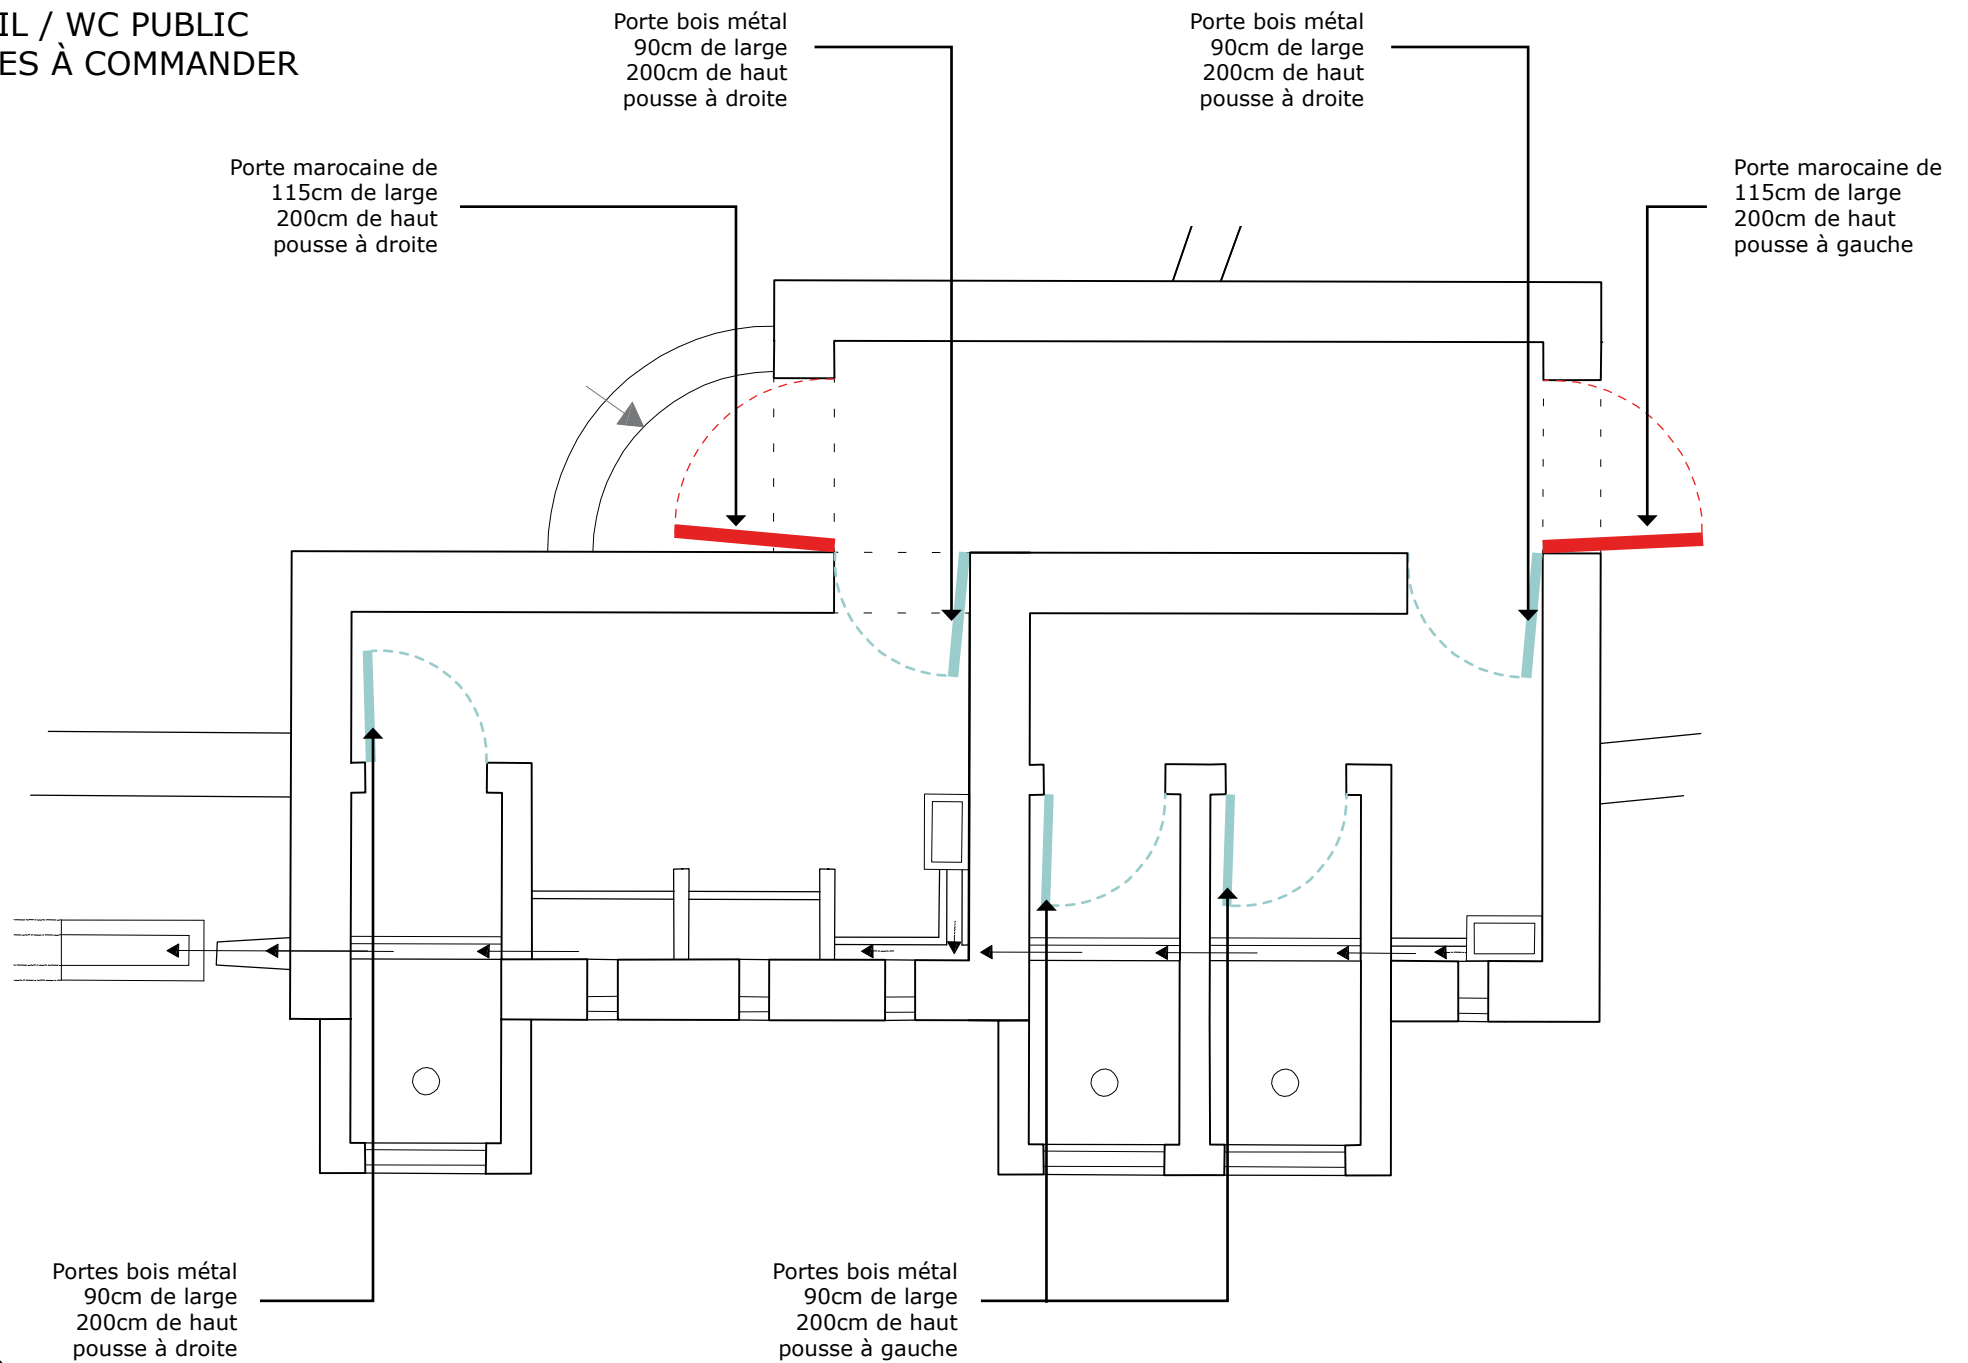 IL / WC PUBLIC
ES À COMMANDER
Porte bois métal
90cm de large
200cm de haut
pousse à droite
Porte bois métal
90cm de large
200cm de haut
pousse à droite
Porte marocaine de
115cm de large
200cm de haut
pousse à droite
Porte marocaine de
115cm de large
200cm de haut
pousse à gauche
Portes bois métal
90cm de large
200cm de haut
pousse à droite
Portes bois métal
90cm de large
200cm de haut
pousse à gauche